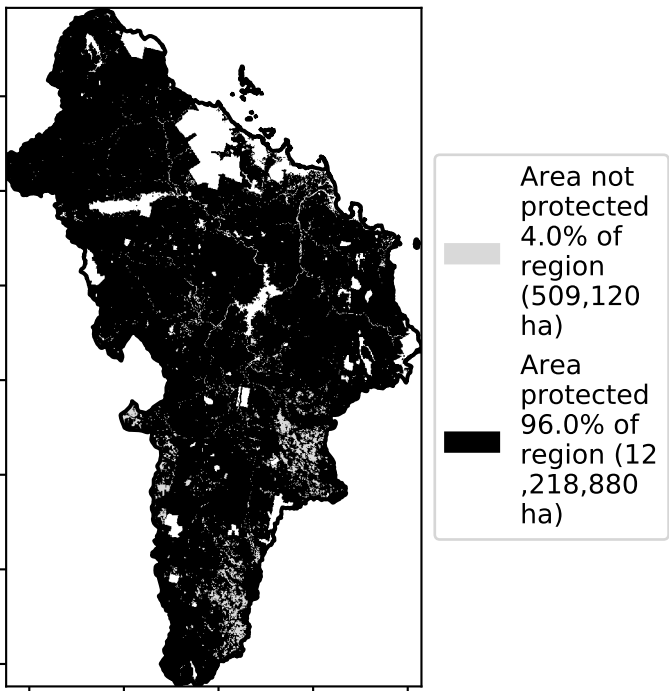 Area not
protected
4.0% of
region
(509,120
ha)
Area
protected
96.0% of
region (12
,218,880
ha)